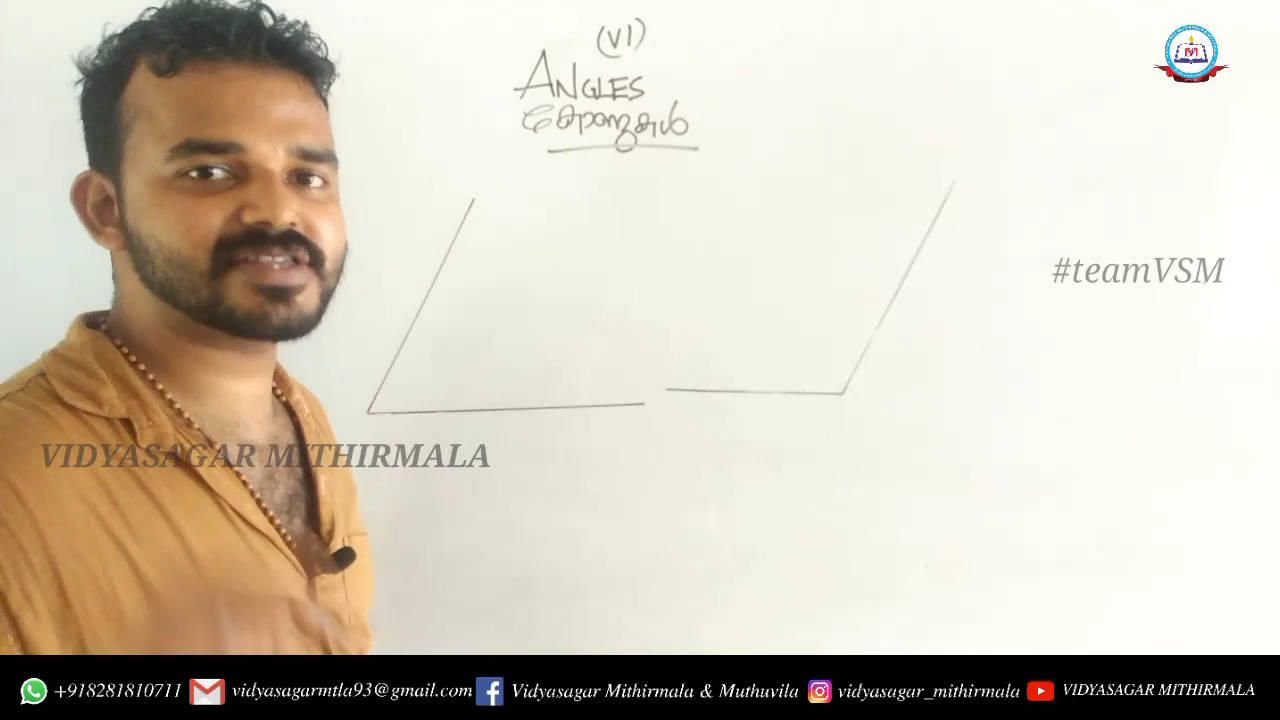 (VI)
ANGLES
കോണുകൾ
#teamVSM
VIDYASAGAR MITHIRMALA
+918281810711 vidyasagarmtla93@gmail.com Vidyasagar Mithirmala & Muthuvila vidyasagar_mithirmala VIDYASAGAR MITHIRMALA